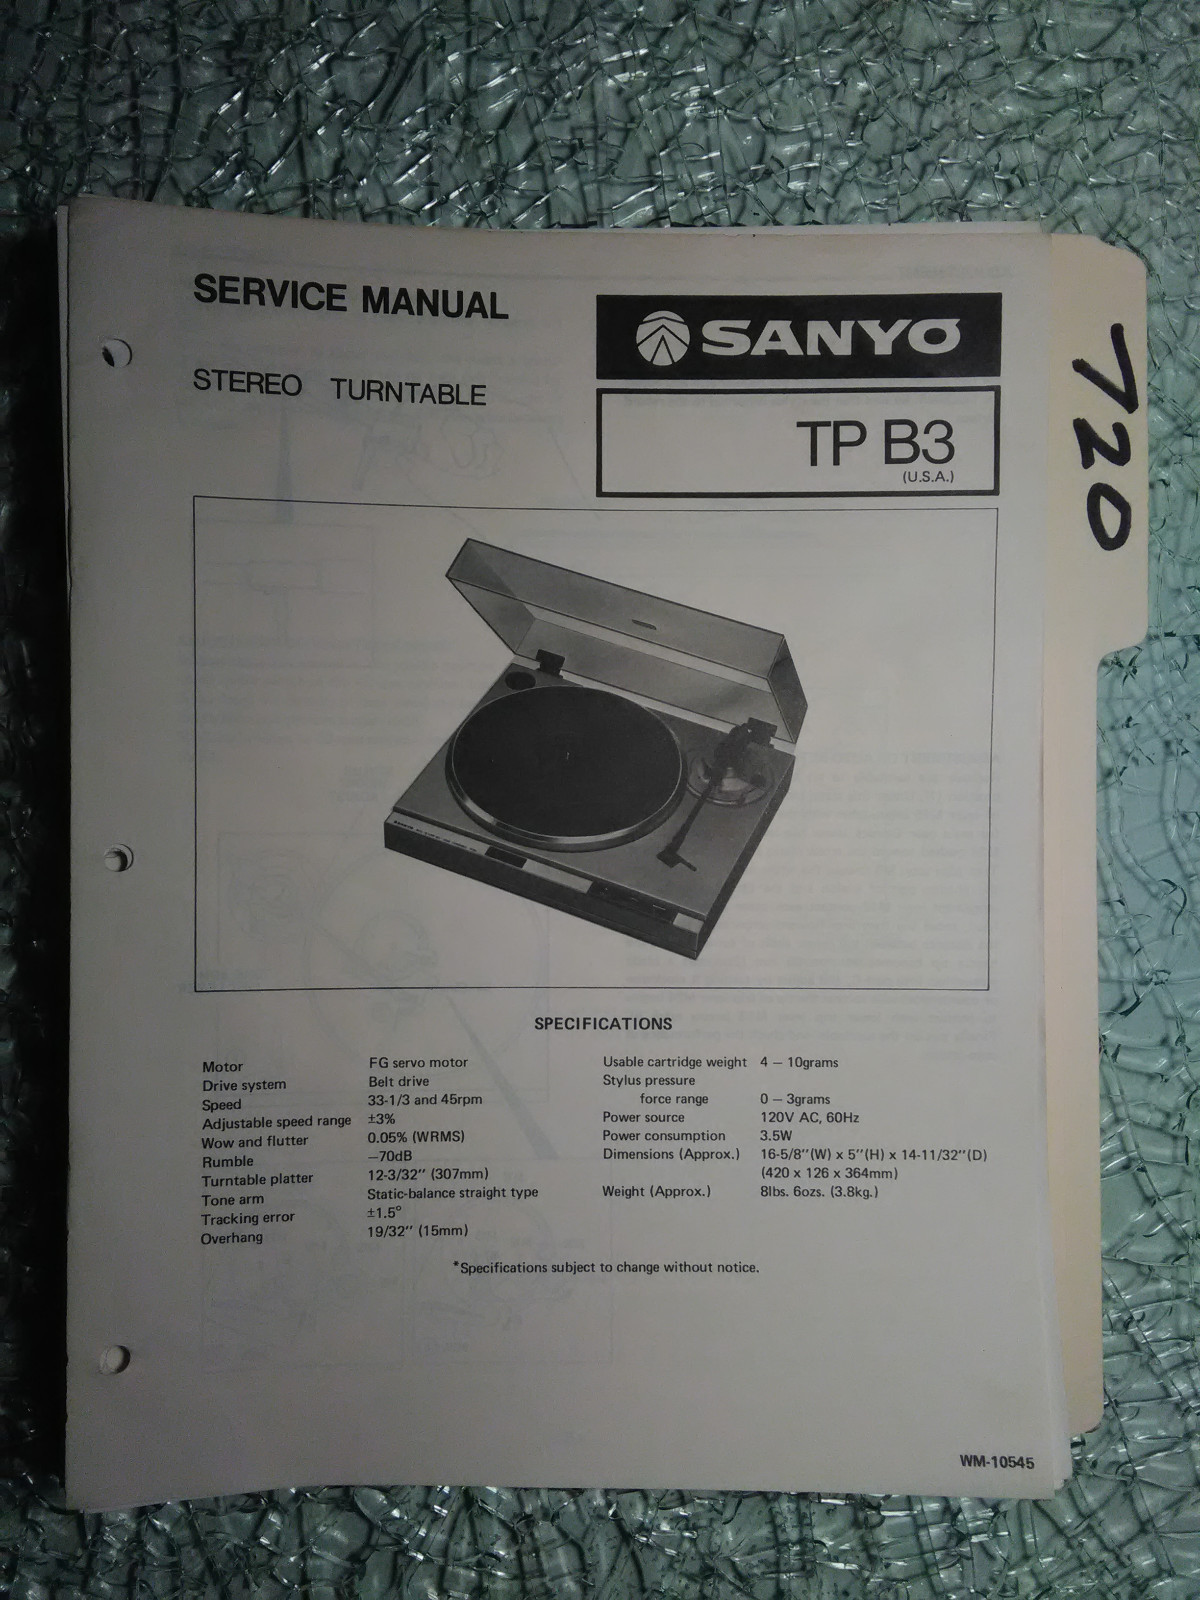 SERVICE MANUAL
STEREO TURNTABLE
SANYO
TP B3
(U.S.A.)
720
SPECIFICATIONS
Motor FG servo motor
Drive system Belt drive
Speed 33-1/3 and 45rpm
Adjustable speed range ±3%
Wow and flutter 0.05% (WRMS)
Rumble —70dB
Turntable platter 12-3/32" (307mm)
Tone arm Static-balance straight type
Tracking error ±1.5°
Overhang 19/32" (15mm)
Usable cartridge weight 4 — 10grams
Stylus pressure
force range 0 — 3grams
Power source 120V AC, 60Hz
Power consumption 3.5W
Dimensions (Approx.) 16-5/8"(W) x 5"(H) x 14-11/32"(D)
(420 x 126 x 364mm)
Weight (Approx.) 8lbs. 6ozs. (3.8kg.)
*Specifications subject to change without notice.
WM-10545